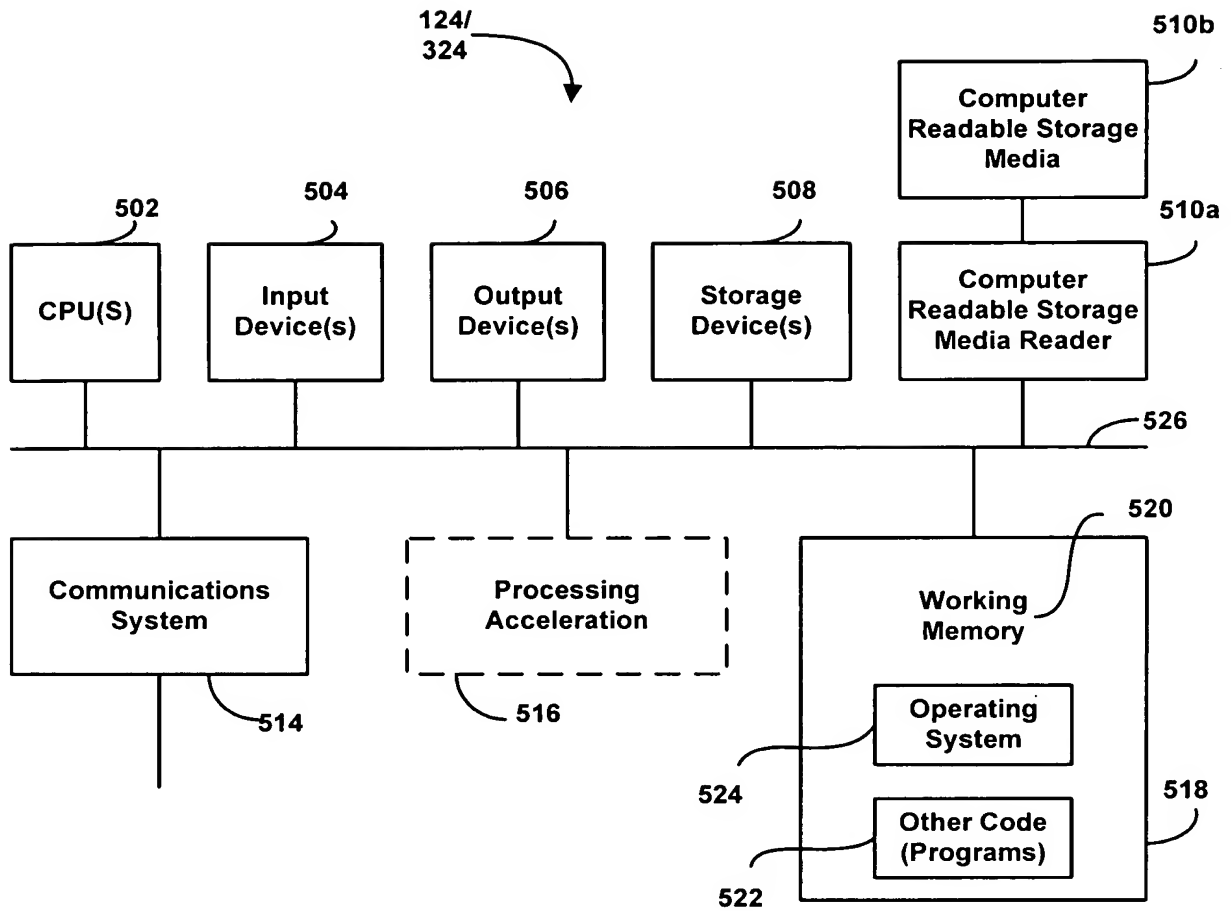 124/
324
510b
Computer
Readable Storage
Media
502
504
506
508
510a
CPU(S)
Input
Device(s)
Output
Device(s)
Storage
Device(s)
Computer
Readable Storage
Media Reader
526
520
Communications
System
Processing
Acceleration
Working
Memory
514
516
Operating
System
524
518
Other Code
(Programs)
522